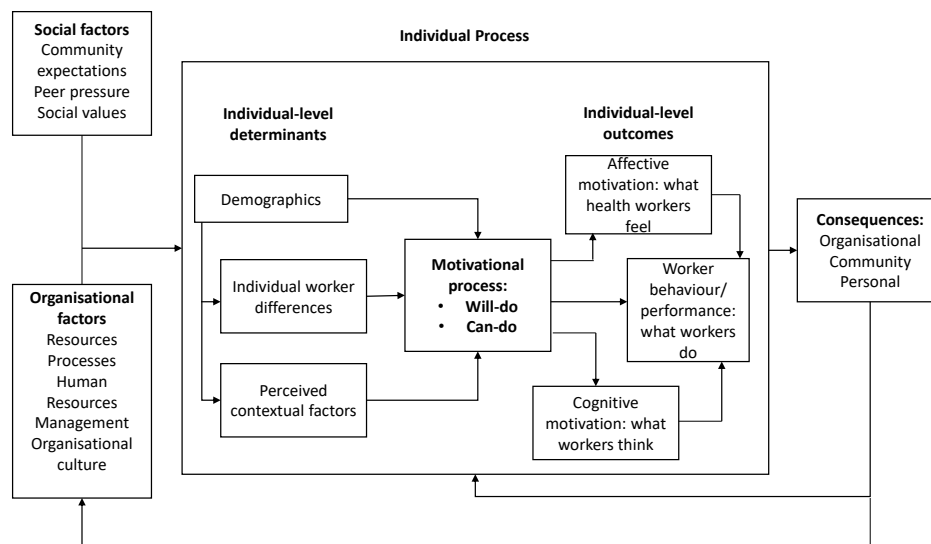 Social factors
Community
expectations
Peer pressure
Social values
Individual Process
Individual-level
determinants
Individual-level
outcomes
Demographics
Individual worker
differences
Perceived
contextual factors
Motivational
process:
• Will-do
• Can-do
Affective
motivation: what
health workers
feel
Worker
behaviour/
performance:
what workers
do
Cognitive
motivation: what
workers think
Consequences:
Organisational
Community
Personal
Organisational
factors
Resources
Processes
Human
Resources
Management
Organisational
culture